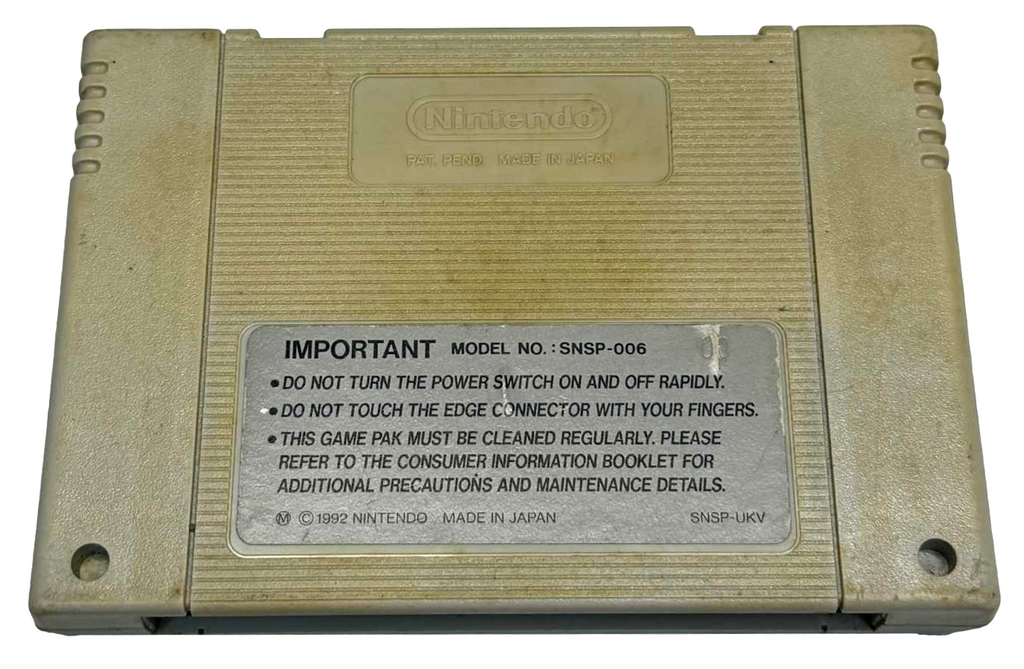 Nintendo
PAT. PEND MADE IN JAPAN
IMPORTANT MODEL NO.: SNSP-006
• DO NOT TURN THE POWER SWITCH ON AND OFF RAPIDLY.
• DO NOT TOUCH THE EDGE CONNECTOR WITH YOUR FINGERS.
• THIS GAME PAK MUST BE CLEANED REGULARLY. PLEASE
REFER TO THE CONSUMER INFORMATION BOOKLET FOR
ADDITIONAL PRECAUTIONS AND MAINTENANCE DETAILS.
Ⓜ © 1992 NINTENDO MADE IN JAPAN SNSP-UKV